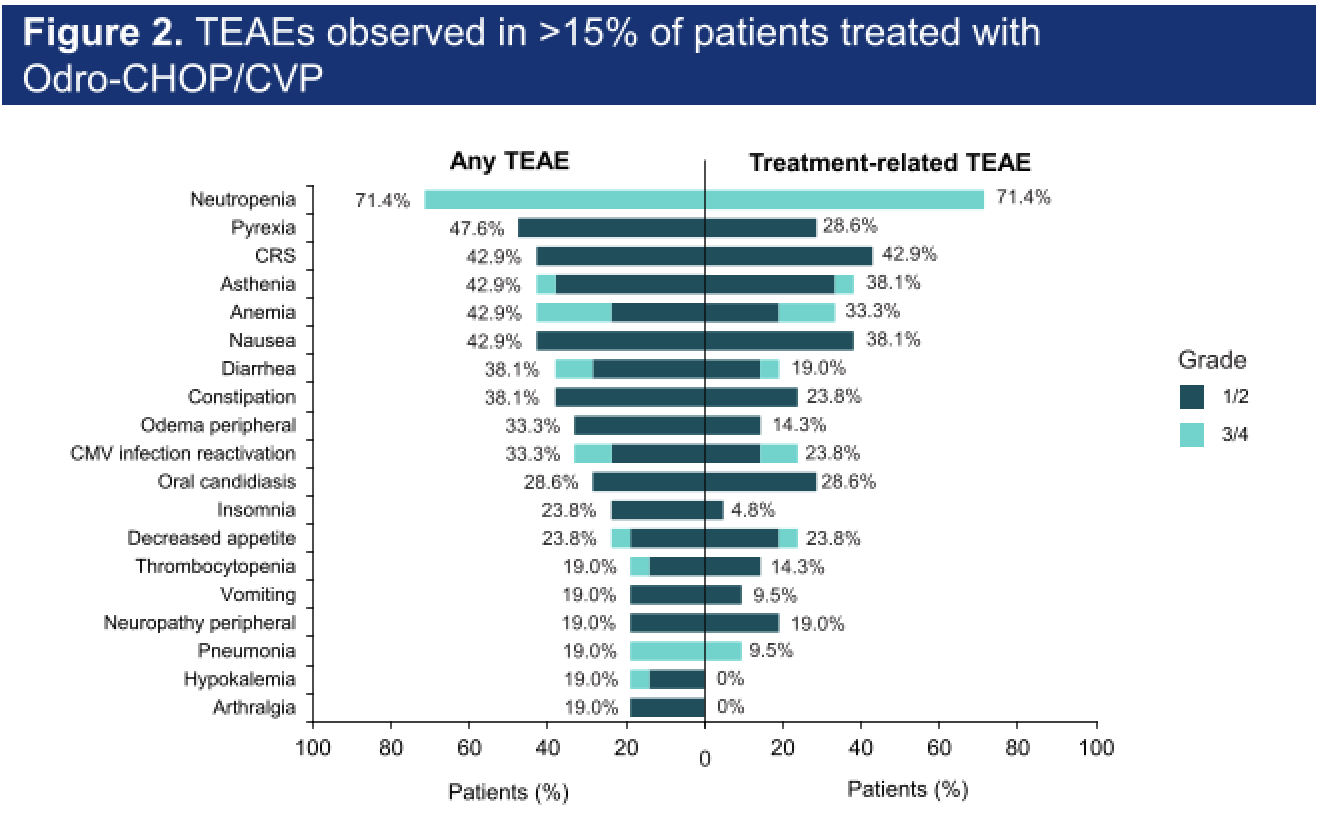 Figure 2. TEAEs observed in >15% of patients treated with
Odro-CHOP/CVP
Any TEAE
Treatment-related TEAE
Neutropenia 71.4% 71.4%
Pyrexia 47.6% 28.6%
CRS 42.9% 42.9%
Asthenia 42.9% 38.1%
Anemia 42.9% 33.3%
Nausea 42.9% 38.1%
Diarrhea 38.1% 19.0%
Constipation 38.1% 23.8%
Odema peripheral 33.3% 14.3%
CMV infection reactivation 33.3% 23.8%
Oral candidiasis 28.6% 28.6%
Insomnia 23.8% 4.8%
Decreased appetite 23.8% 23.8%
Thrombocytopenia 19.0% 14.3%
Vomiting 19.0% 9.5%
Neuropathy peripheral 19.0% 19.0%
Pneumonia 19.0% 9.5%
Hypokalemia 19.0% 0%
Arthralgia 19.0% 0%
100 80 60 40 20 0 20 40 60 80 100
Patients (%)
Patients (%)
Grade
1/2
3/4